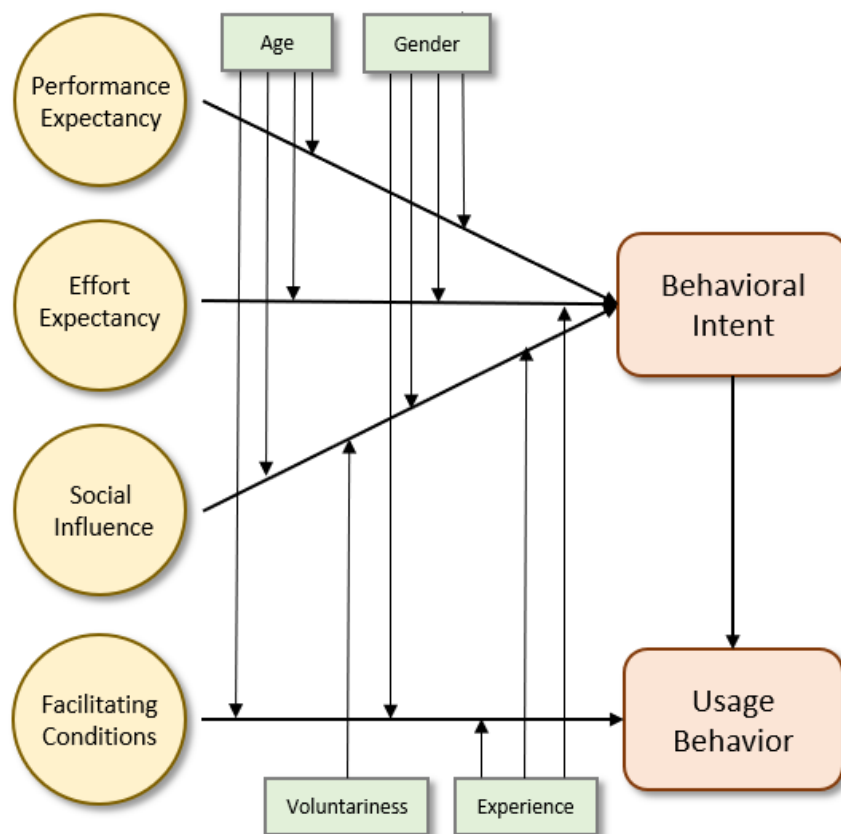 Age
Gender
Performance
Expectancy
Effort
Expectancy
Behavioral
Intent
Social
Influence
Facilitating
Conditions
Usage
Behavior
Voluntariness
Experience